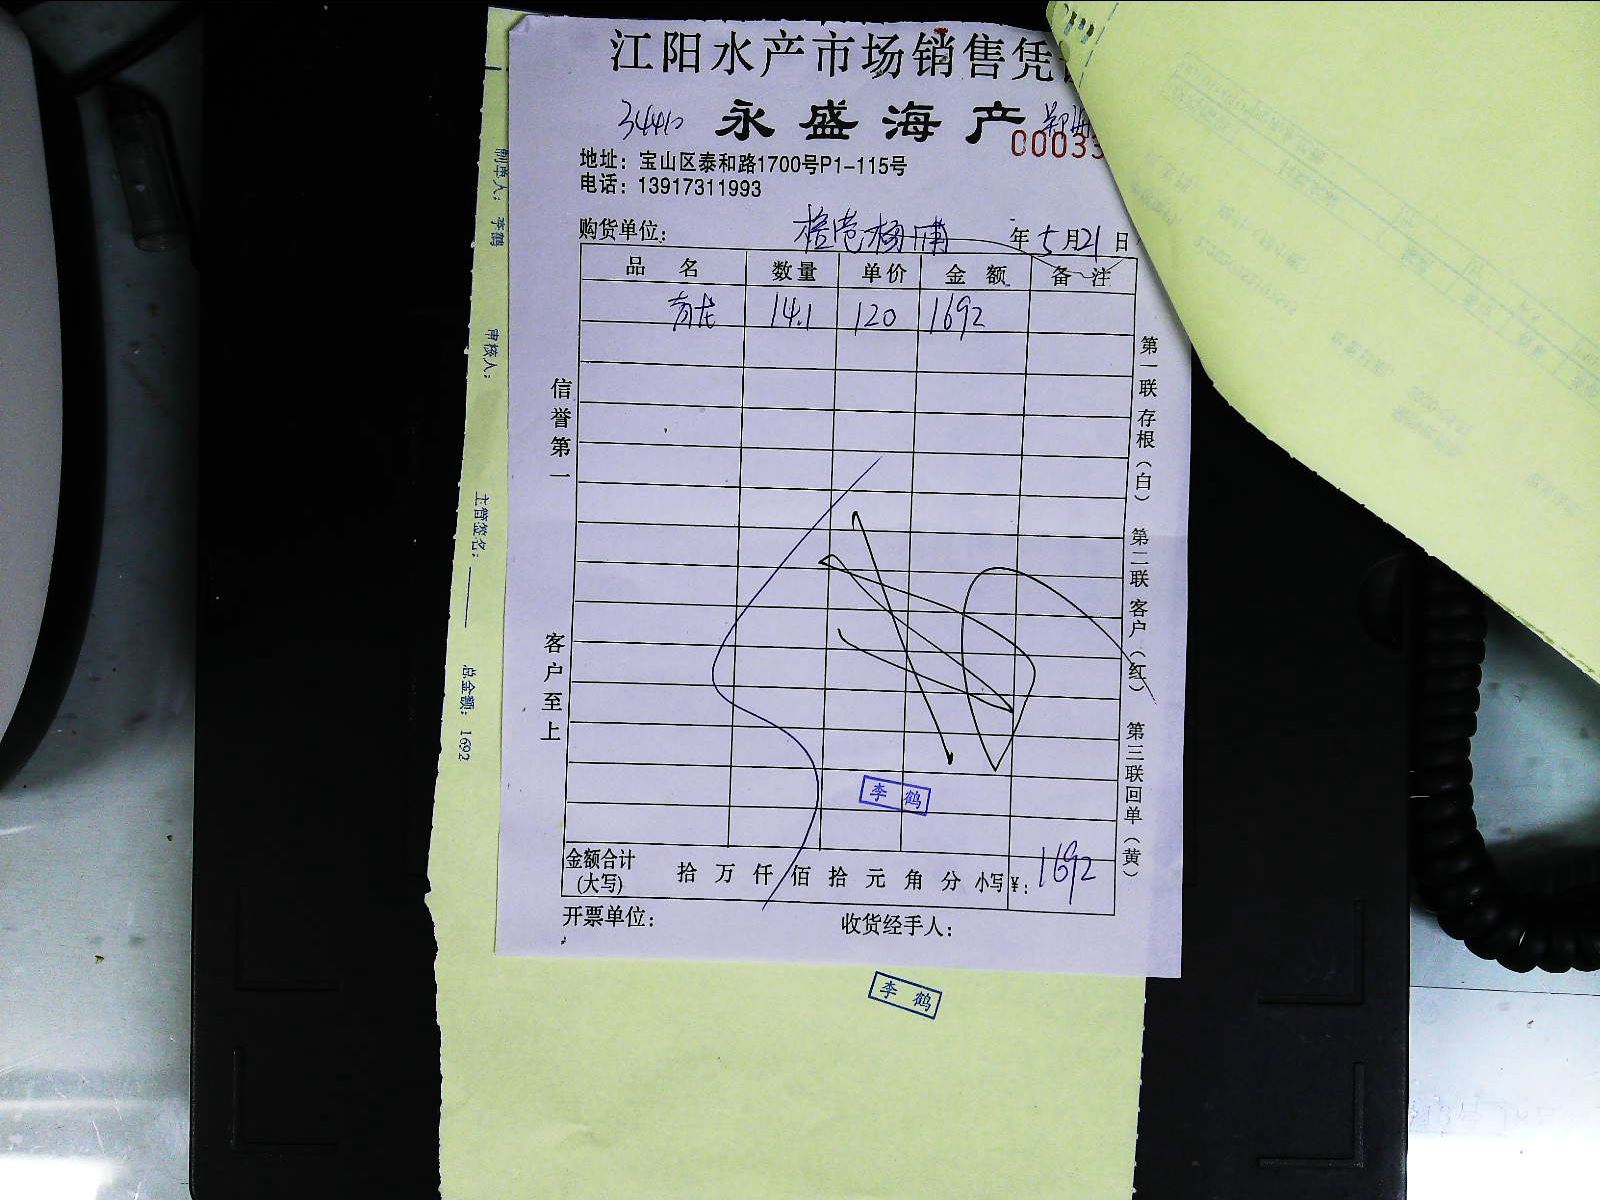 江阳水产市场销售凭
34410
永盛海产
00033
地址：宝山区泰和路1700号P1-115号
电话：13917311993
购货单位： 年5月21日
品名 数量 单价 金额 备注
青龙 14.1 120 1692
信誉第一
客户至上
第一联 存根（白） 第二联 客户（红） 第三联 回单（黄）
李鹤
金额合计（大写） 拾 万 仟 佰 拾 元 角 分 小写￥：1692
开票单位： 收货经手人：
李鹤
制单人：李鹤 审核人： 主管签名： 总金额：1692